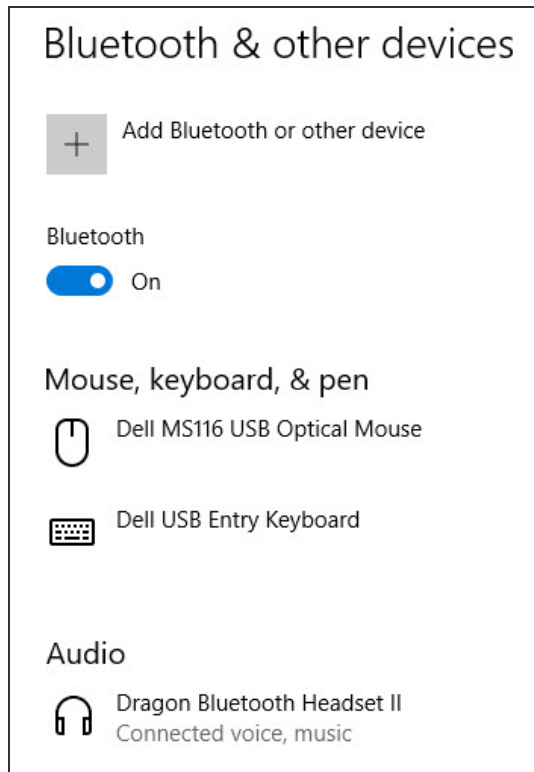 Bluetooth & other devices
Add Bluetooth or other device
Bluetooth
On
Mouse, keyboard, & pen
Dell MS116 USB Optical Mouse
Dell USB Entry Keyboard
Audio
Dragon Bluetooth Headset II
Connected voice, music